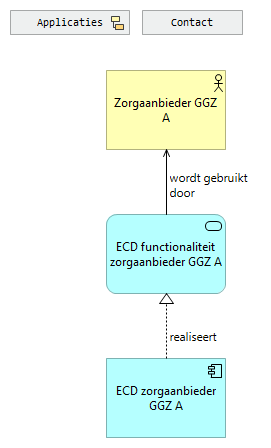 Applicaties
Contact
Zorgaanbieder GGZ
A
wordt gebruikt
door
ECD functionaliteit
zorgaanbieder GGZ A
realiseert
ECD zorgaanbieder
GGZ A